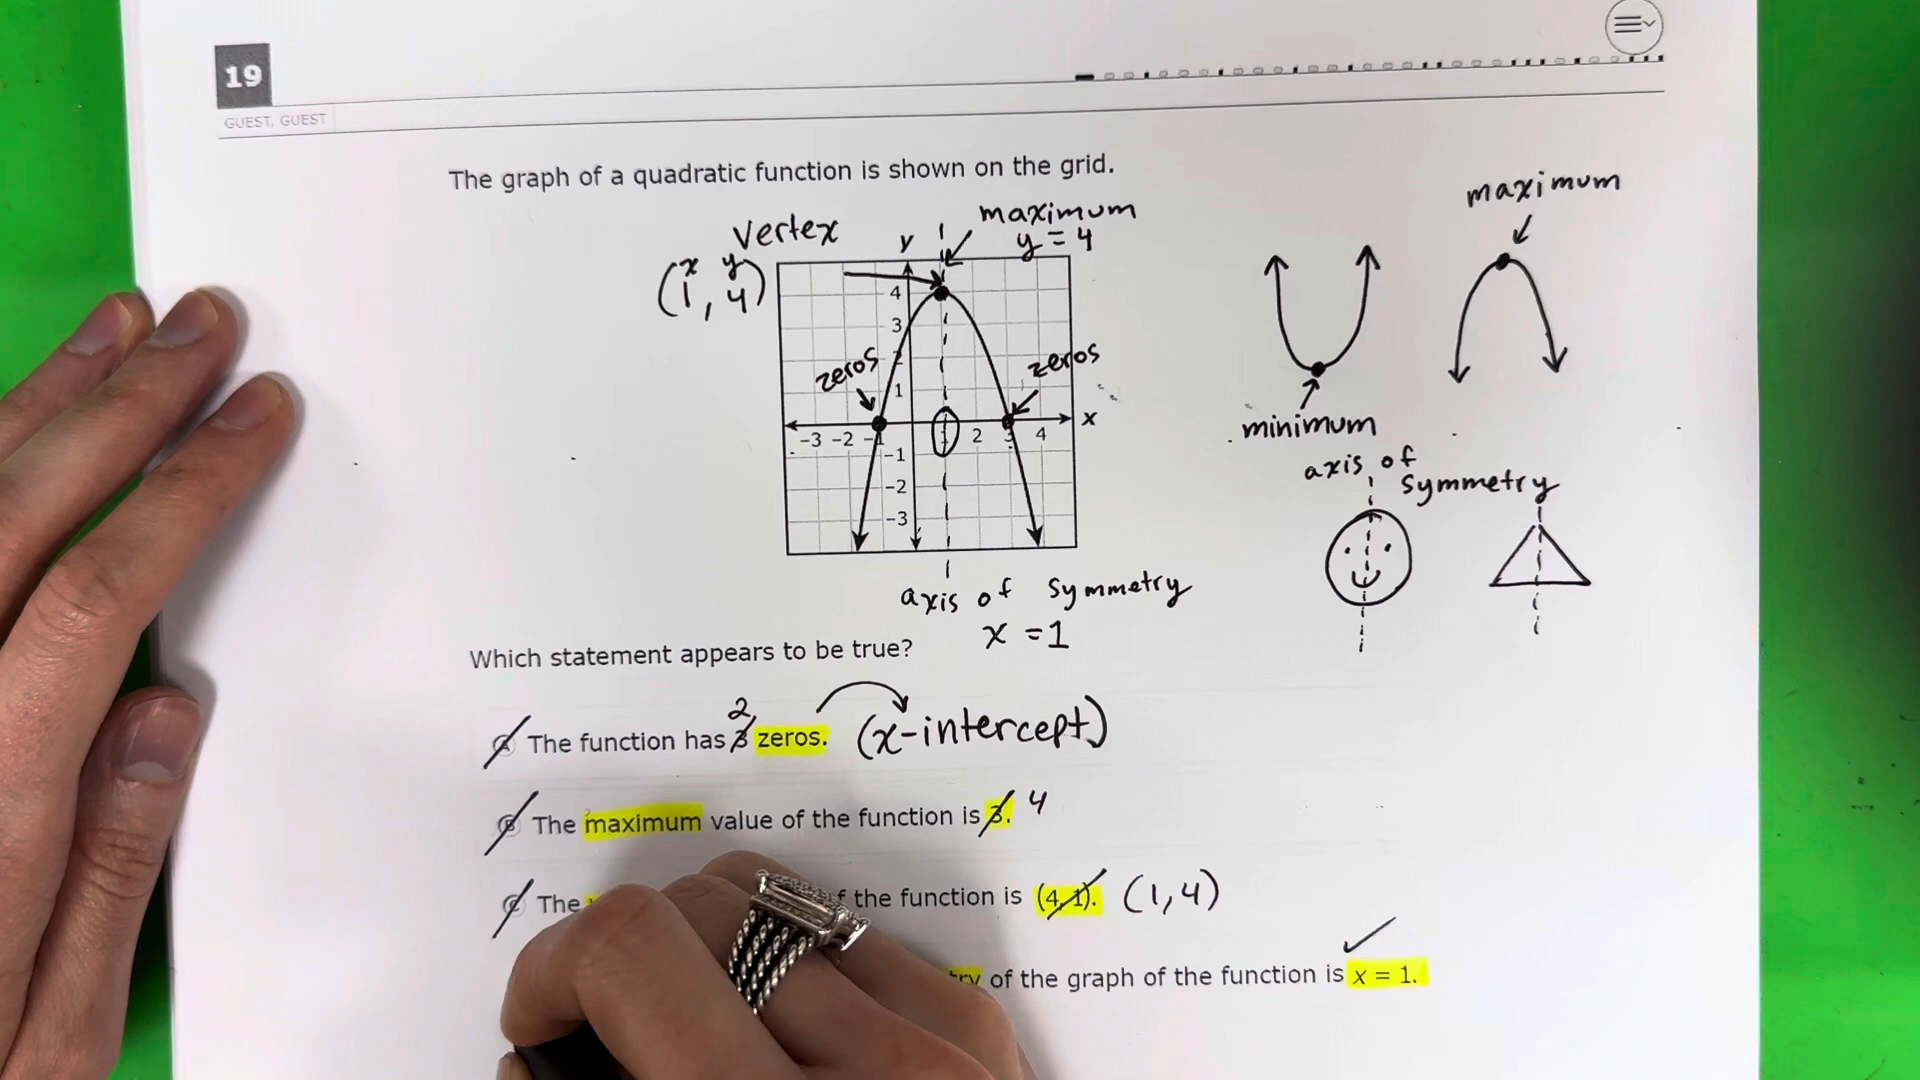 19
GUEST, GUEST
The graph of a quadratic function is shown on the grid.
vertex
(x y
1, 4)
maximum
y = 4
y
4
3
2
1
zeros
zeros
x
-3 -2 -1 1 2 3 4
-1
-2
-3
axis of symmetry
x = 1
maximum
minimum
axis of symmetry
Which statement appears to be true?
A The function has 3 2 zeros. (x-intercept)
B The maximum value of the function is 3. 4
C The f the function is (4, 1). (1, 4)
try of the graph of the function is x = 1. ✓